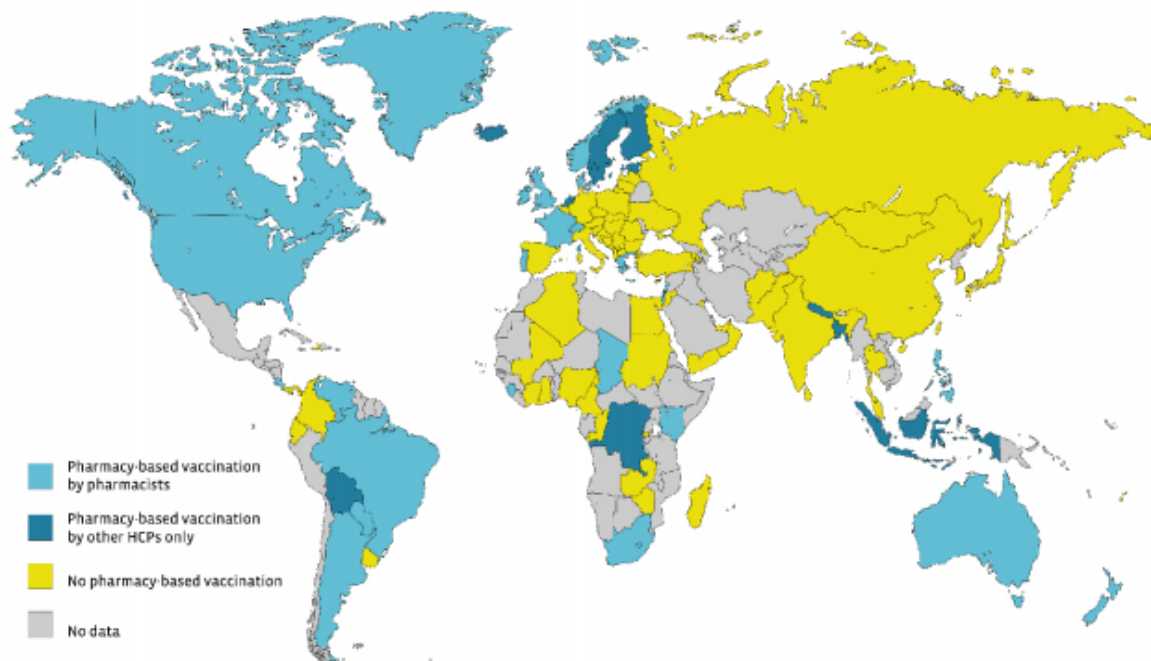 Pharmacy-based vaccination
by pharmacists
Pharmacy-based vaccination
by other HCPs only
No pharmacy-based vaccination
No data